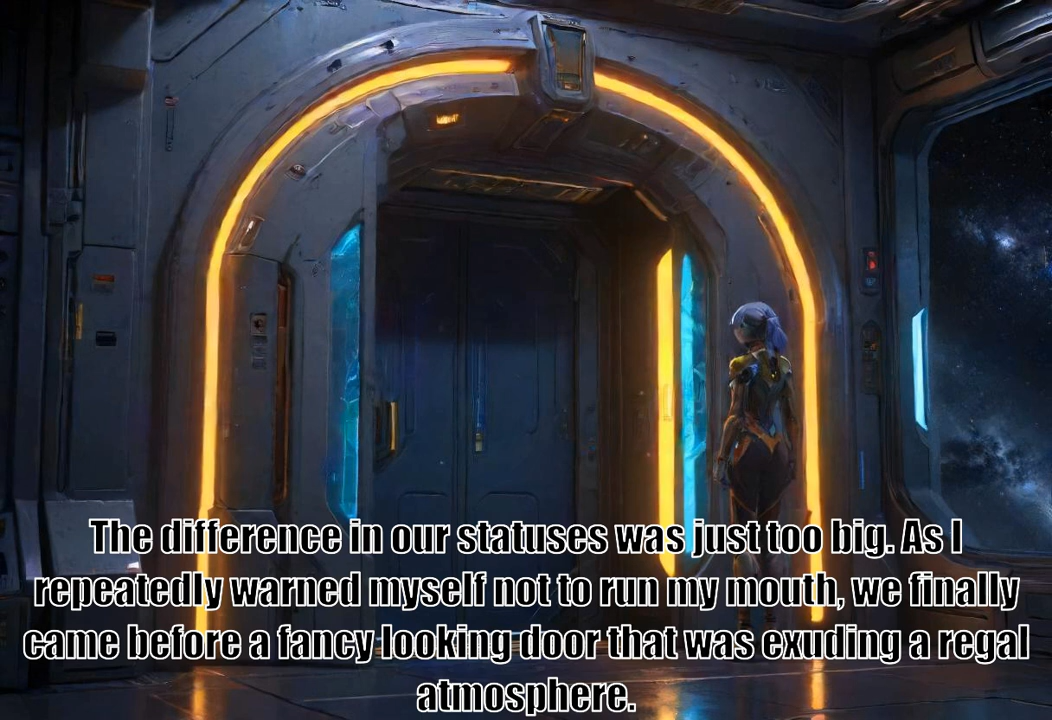 The difference in our statuses was just too big. As I
repeatedly warned myself not to run my mouth, we finally
came before a fancy looking door that was exuding a regal
atmosphere.